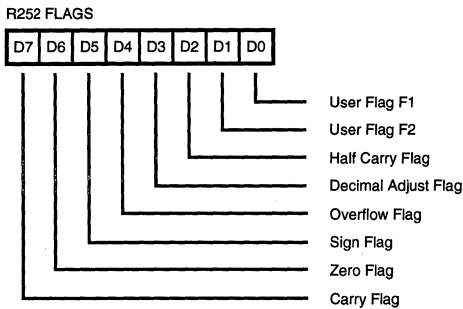 R252 FLAGS
D7 D6 D5 D4 D3 D2 D1 D0
User Flag F1
User Flag F2
Half Carry Flag
Decimal Adjust Flag
Overflow Flag
Sign Flag
Zero Flag
Carry Flag